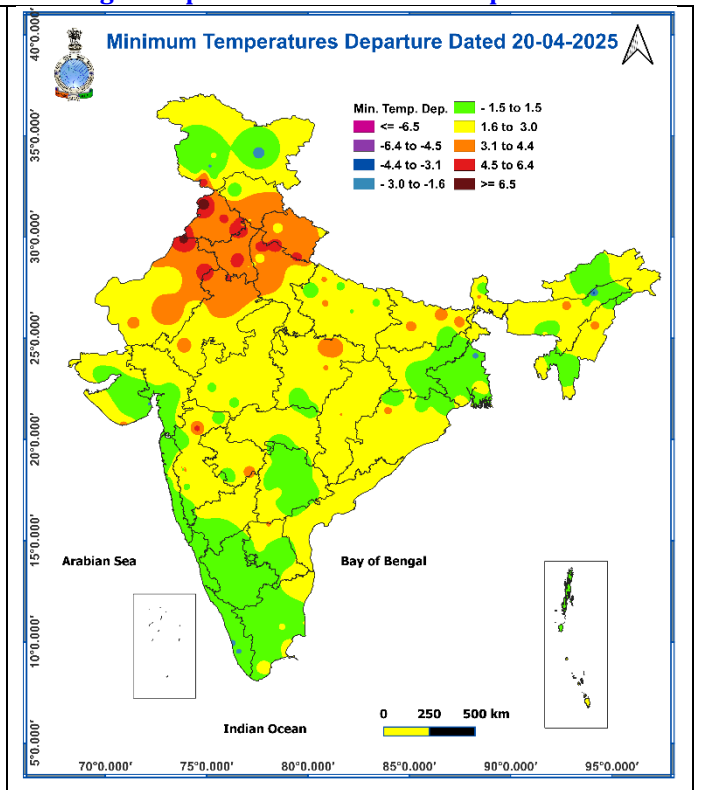 Minimum Temperatures Departure Dated 20-04-2025
Min. Temp. Dep.
<= -6.5
-6.4 to -4.5
-4.4 to -3.1
- 3.0 to -1.6
- 1.5 to 1.5
1.6 to 3.0
3.1 to 4.4
4.5 to 6.4
>= 6.5
40°0.000'
35°0.000'
30°0.000'
25°0.000'
20°0.000'
15°0.000'
10°0.000'
5°0.000'
Arabian Sea
Bay of Bengal
Indian Ocean
0 250 500 km
70°0.000' 75°0.000' 80°0.000' 85°0.000' 90°0.000' 95°0.000'